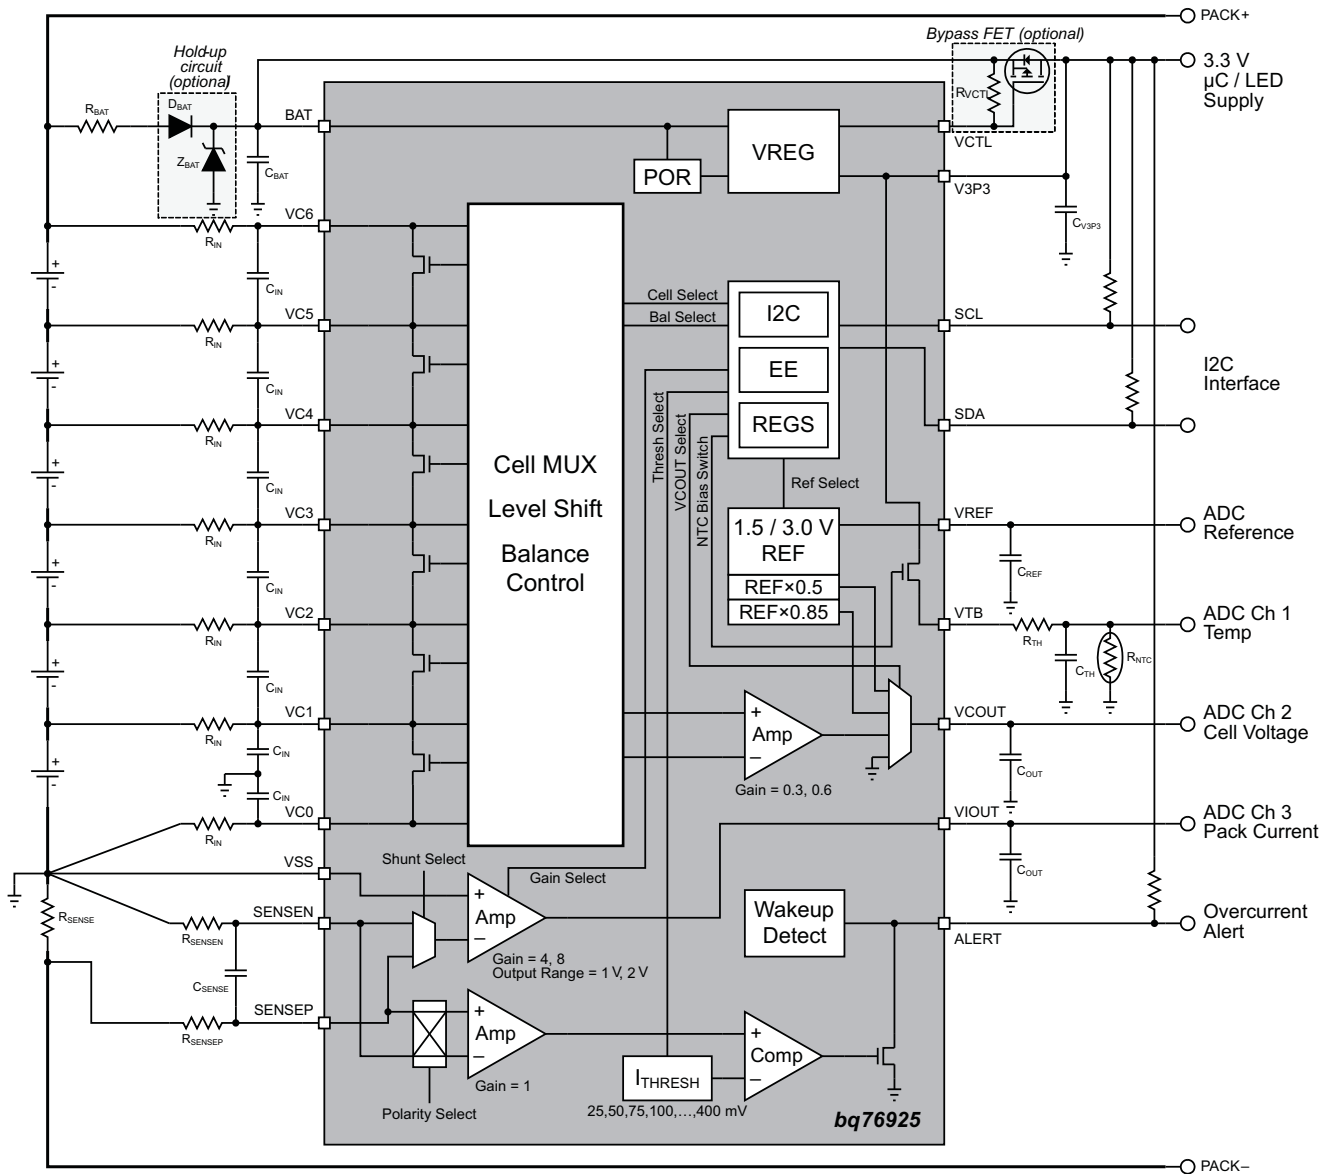 PACK+
Bypass FET (optional)
Hold-up
circuit
(optional)
3.3 V
µC / LED
Supply
RBAT
DBAT
ZBAT
CBAT
BAT
RVCTL
VCTL
VREG
POR
V3P3
CV3P3
VC6
RIN
+
-
CIN
Cell Select
Bal Select
I2C
EE
REGS
SCL
I2C
Interface
VC5
RIN
+
-
CIN
SDA
VC4
RIN
Thresh Select
VCOUT Select
NTC Bias Switch
+
-
CIN
Cell MUX
Level Shift
Balance
Control
Ref Select
VC3
RIN
1.5 / 3.0 V
REF
REF×0.5
REF×0.85
VREF
CREF
ADC
Reference
+
-
CIN
VC2
RIN
VTB
RTH
CTH
RNTC
ADC Ch 1
Temp
+
-
CIN
VC1
RIN
+
Amp
–
Gain = 0.3, 0.6
VCOUT
COUT
ADC Ch 2
Cell Voltage
+
-
CIN
CIN
VC0
RIN
VIOUT
COUT
ADC Ch 3
Pack Current
VSS
Shunt Select
Gain Select
RSENSE
RSENSEN
SENSEN
+
Amp
–
Gain = 4, 8
Output Range = 1 V, 2 V
Wakeup
Detect
ALERT
Overcurrent
Alert
CSENSE
RSENSEP
SENSEP
+
Amp
–
Gain = 1
Polarity Select
+
Comp
–
ITHRESH
25,50,75,100,…,400 mV
bq76925
PACK–